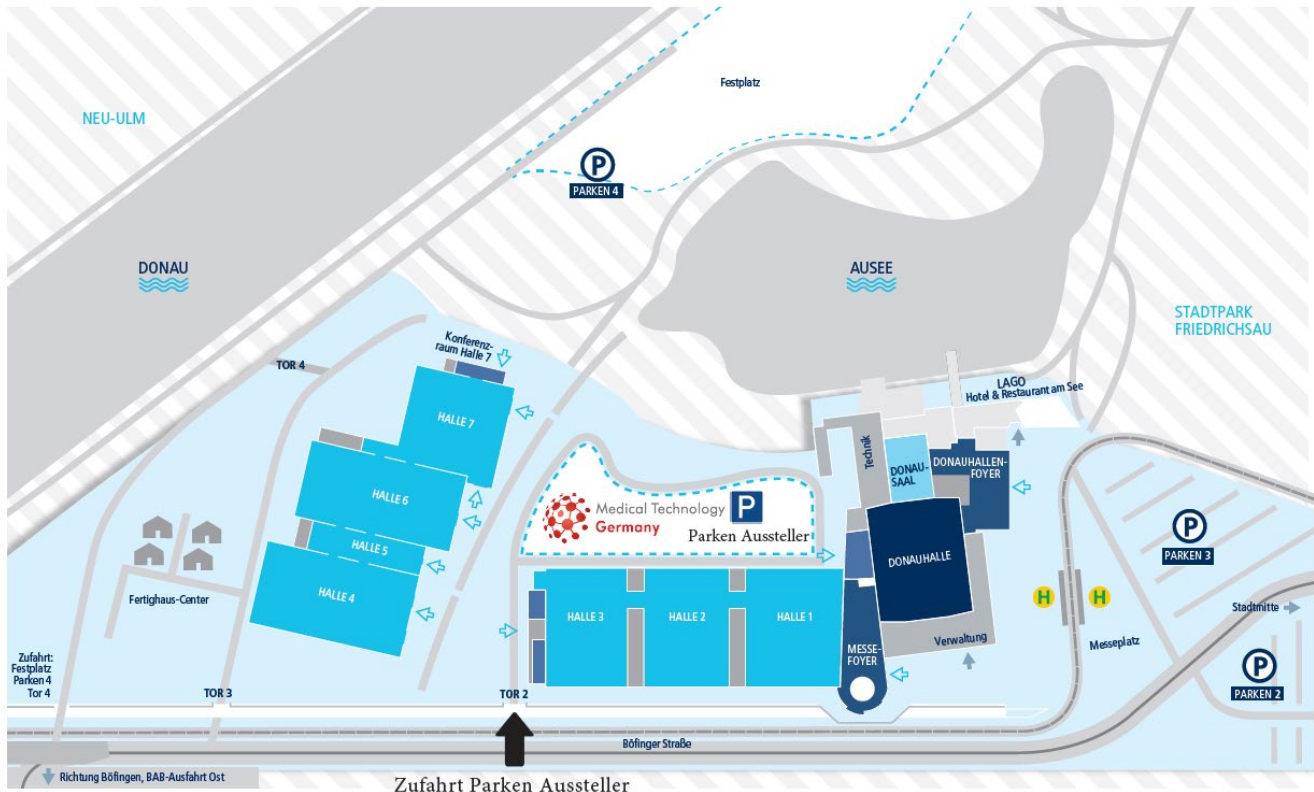 NEU-ULM
Festplatz
P
PARKEN 4
DONAU
AUSEE
STADTPARK
FRIEDRICHSAU
Konferenz-
raum Halle 7
TOR 4
LAGO
Hotel & Restaurant am See
HALLE 7
Technik
DONAU-
SAAL
DONAUHALLEN-
FOYER
HALLE 6
Medical Technology
Germany
P
Parken Aussteller
P
PARKEN 3
HALLE 5
DONAUHALLE
HALLE 4
Fertighaus-Center
H
H
Stadtmitte
HALLE 3
HALLE 2
HALLE 1
Verwaltung
Messeplatz
MESSE-
FOYER
Zufahrt:
Festplatz
Parken 4
Tor 4
P
PARKEN 2
TOR 3
TOR 2
Böfinger Straße
Richtung Böfingen, BAB-Ausfahrt Ost
Zufahrt Parken Aussteller